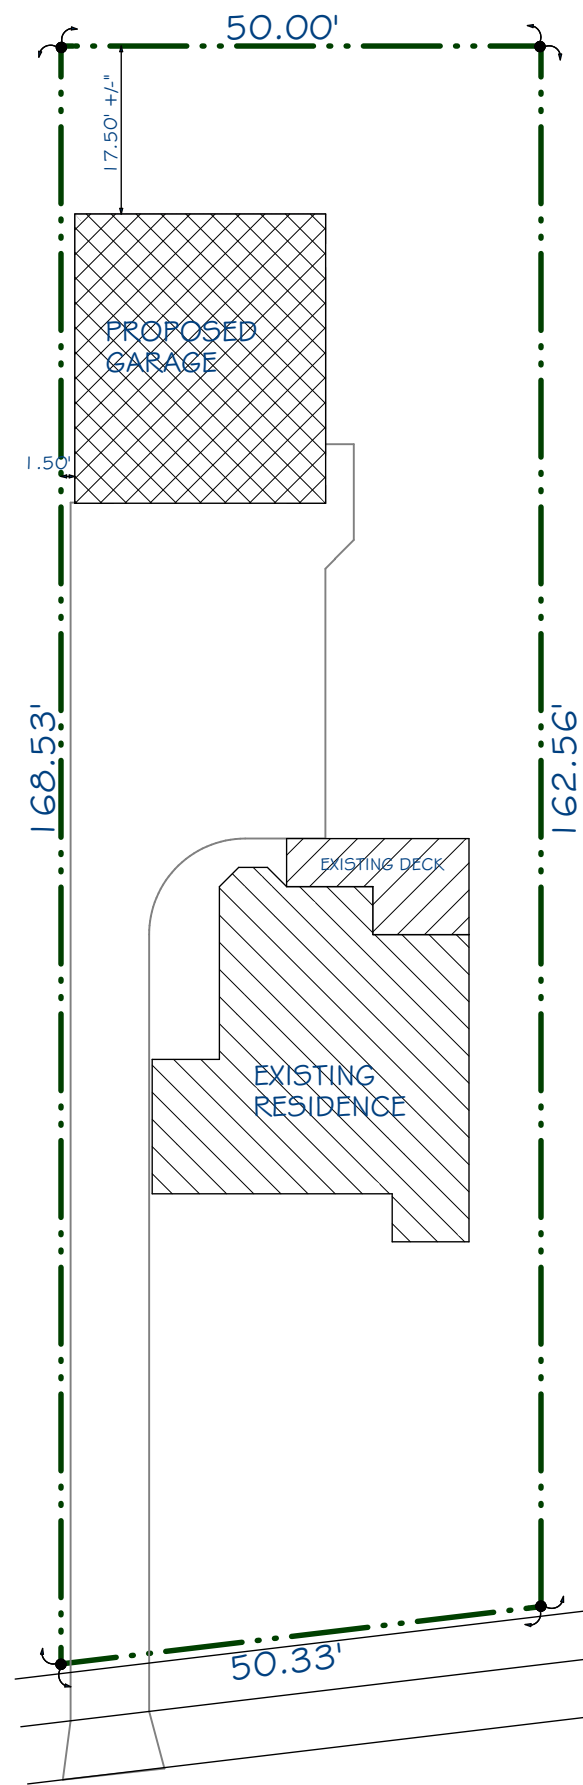 50.00'
17.50' +/-"
PROPOSED
GARAGE
1.50'
168.53'
162.56'
EXISTING DECK
EXISTING
RESIDENCE
50.33'